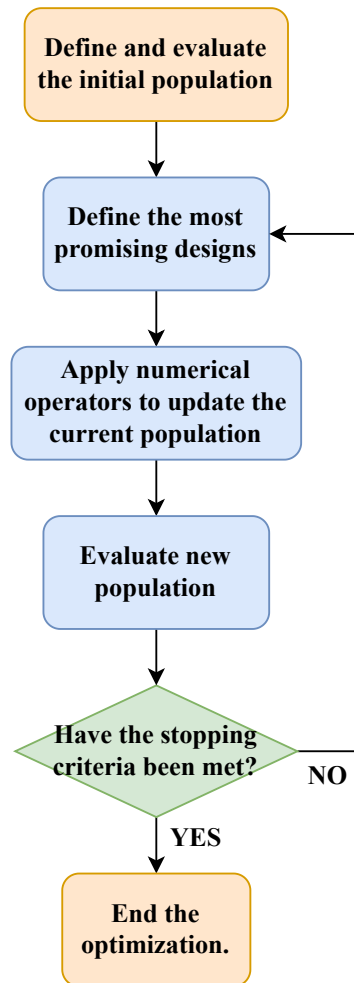 Define and evaluate
the initial population
Define the most
promising designs
Apply numerical
operators to update the
current population
Evaluate new
population
Have the stopping
criteria been met?
NO
YES
End the
optimization.